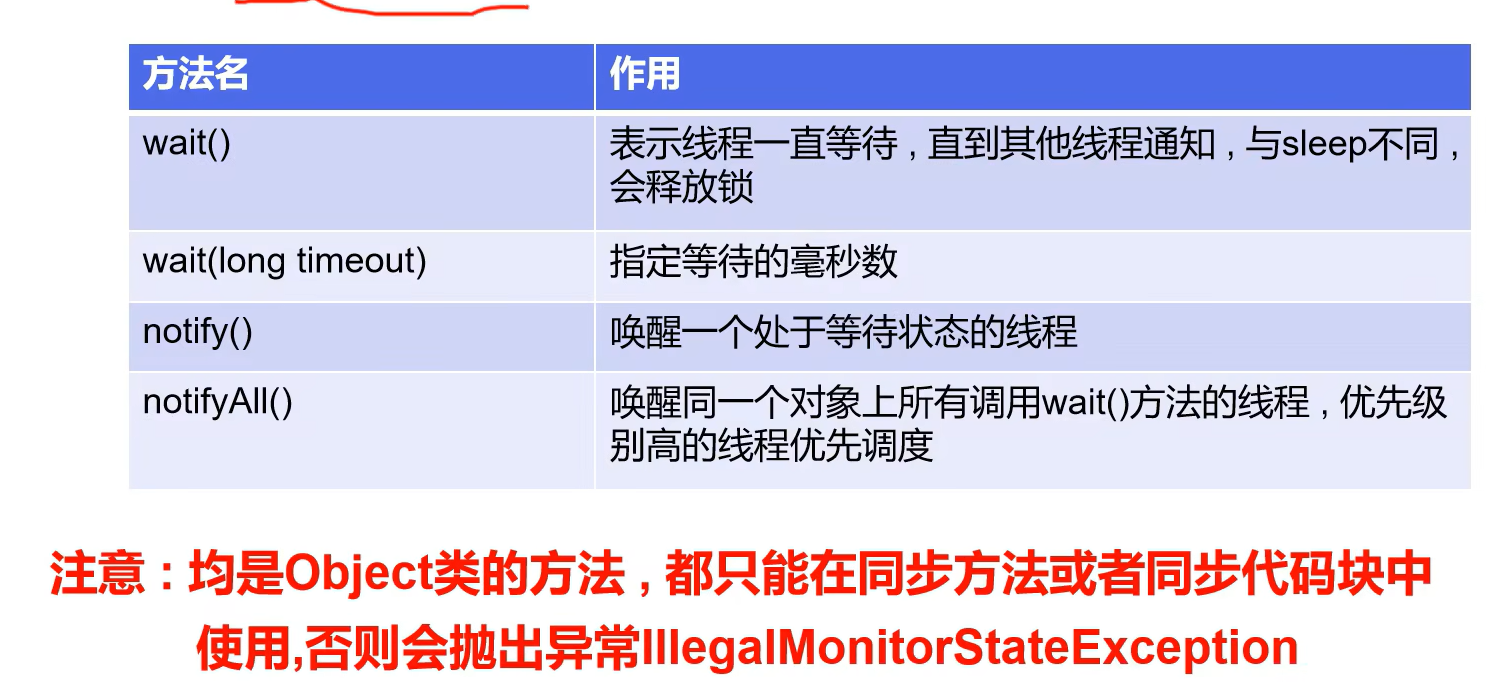 方法名
作用
wait()
表示线程一直等待 , 直到其他线程通知 , 与sleep不同 ,
会释放锁
wait(long timeout)
指定等待的毫秒数
notify()
唤醒一个处于等待状态的线程
notifyAll()
唤醒同一个对象上所有调用wait()方法的线程 , 优先级
别高的线程优先调度
注意 : 均是Object类的方法 , 都只能在同步方法或者同步代码块中
使用,否则会抛出异常IllegalMonitorStateException